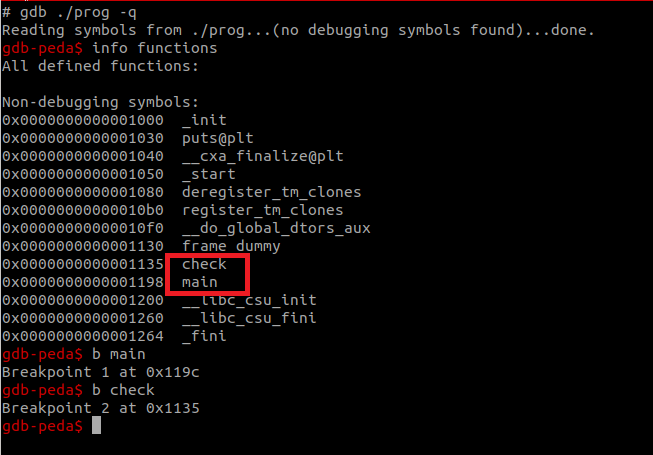 # gdb ./prog -q
Reading symbols from ./prog...(no debugging symbols found)...done.
gdb-peda$ info functions
All defined functions:
Non-debugging symbols:
0x0000000000001000  _init
0x0000000000001030  puts@plt
0x0000000000001040  __cxa_finalize@plt
0x0000000000001050  _start
0x0000000000001080  deregister_tm_clones
0x00000000000010b0  register_tm_clones
0x00000000000010f0  __do_global_dtors_aux
0x0000000000001130  frame_dummy
0x0000000000001135  check
0x0000000000001198  main
0x0000000000001200  __libc_csu_init
0x0000000000001260  __libc_csu_fini
0x0000000000001264  _fini
gdb-peda$ b main
Breakpoint 1 at 0x119c
gdb-peda$ b check
Breakpoint 2 at 0x1135
gdb-peda$